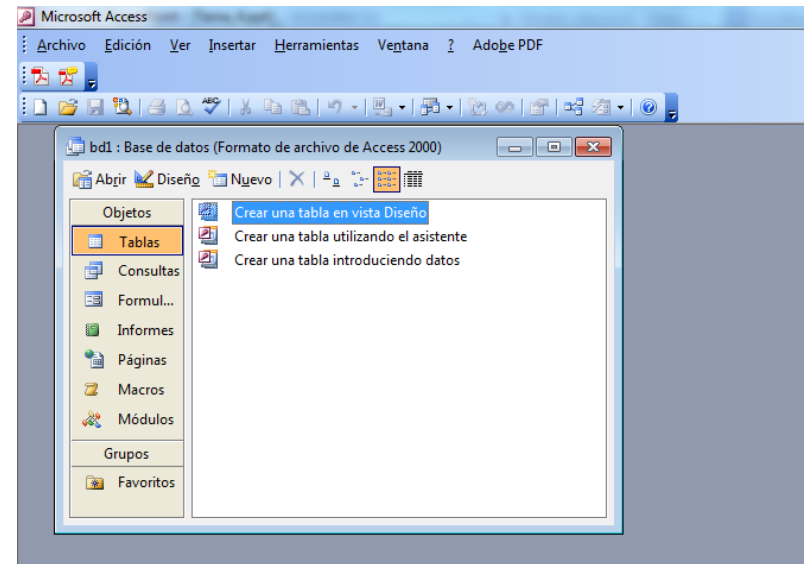 Microsoft Access
Archivo Edición Ver Insertar Herramientas Ventana ? Adobe PDF
ABC
bd1 : Base de datos (Formato de archivo de Access 2000)
Abrir Diseño Nuevo
Objetos
Tablas
Consultas
Formul...
Informes
Páginas
Macros
Módulos
Grupos
Favoritos
Crear una tabla en vista Diseño
Crear una tabla utilizando el asistente
Crear una tabla introduciendo datos